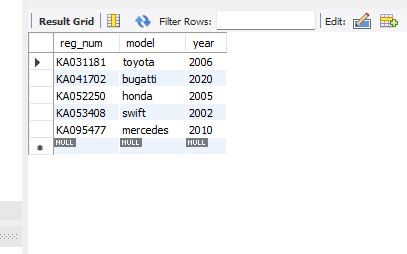 Result Grid Filter Rows: Edit:
reg_num model year
KA031181 toyota 2006
KA041702 bugatti 2020
KA052250 honda 2005
KA053408 swift 2002
KA095477 mercedes 2010
NULL NULL NULL